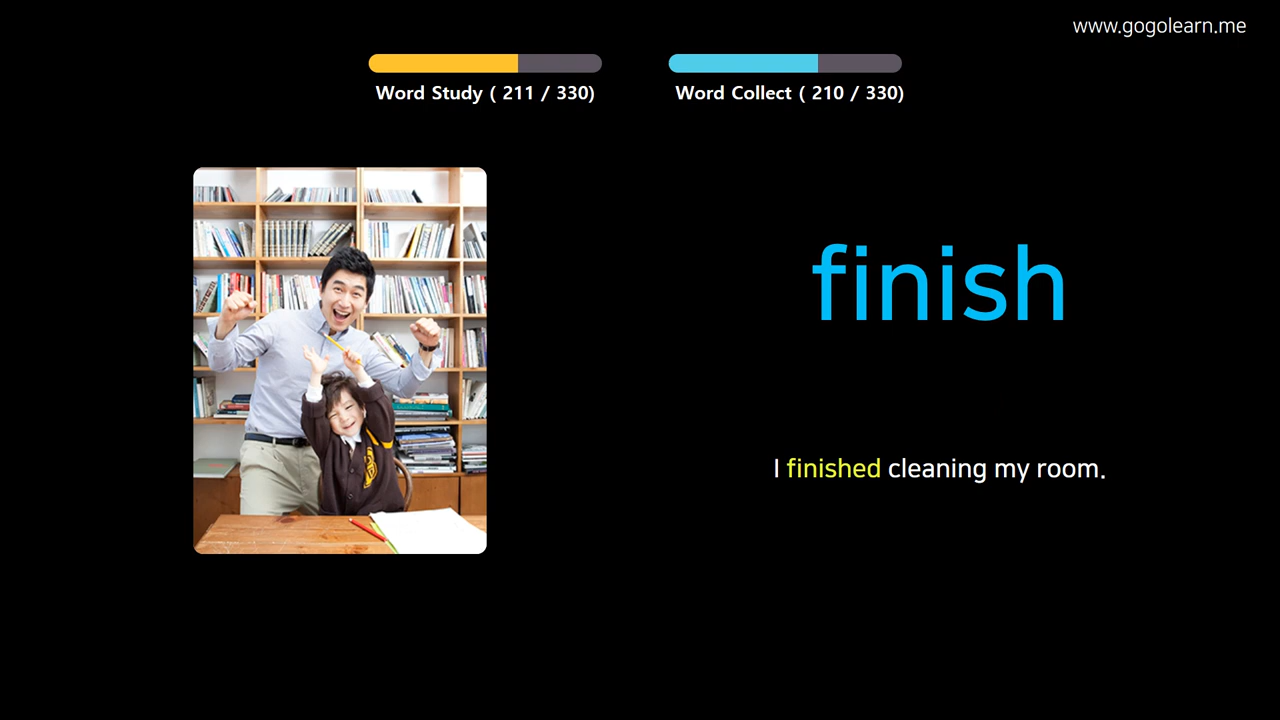 www.gogolearn.me
Word Study ( 211 / 330)
Word Collect ( 210 / 330)
finish
I finished cleaning my room.